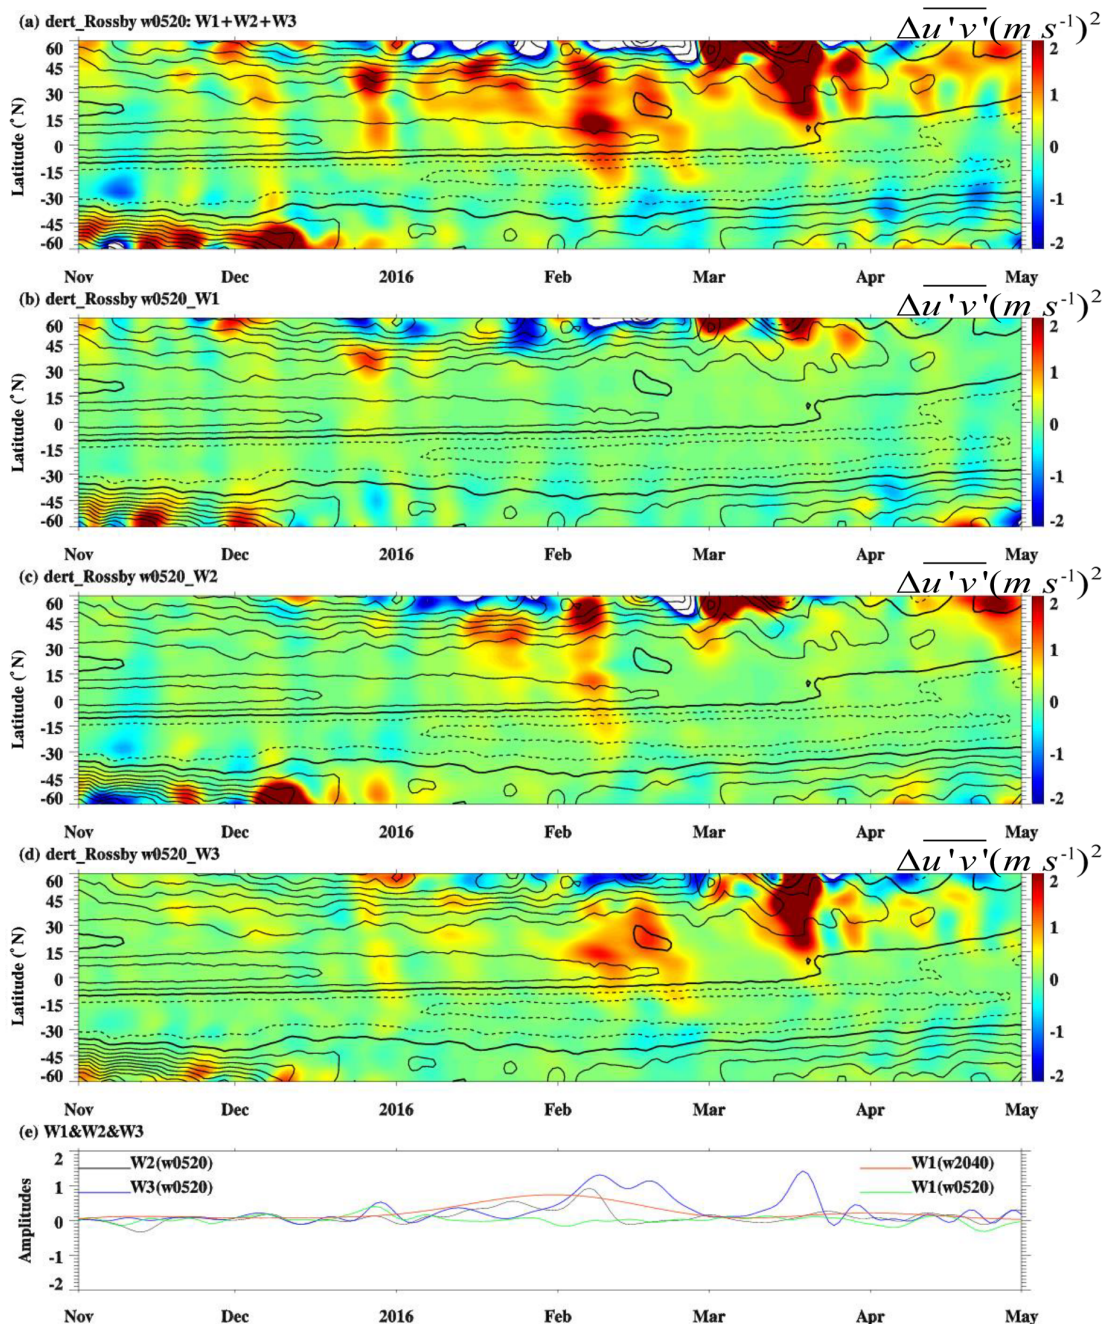 (a) dert_Rossby w0520: W1+W2+W3
Δu'v'(m s⁻¹)²
60
45
30
15
0
-15
-30
-45
-60
Latitude (°N)
2
1
0
-1
-2
Nov Dec 2016 Feb Mar Apr May
(b) dert_Rossby w0520_W1
Δu'v'(m s⁻¹)²
60
45
30
15
0
-15
-30
-45
-60
Latitude (°N)
2
1
0
-1
-2
Nov Dec 2016 Feb Mar Apr May
(c) dert_Rossby w0520_W2
Δu'v'(m s⁻¹)²
60
45
30
15
0
-15
-30
-45
-60
Latitude (°N)
2
1
0
-1
-2
Nov Dec 2016 Feb Mar Apr May
(d) dert_Rossby w0520_W3
Δu'v'(m s⁻¹)²
60
45
30
15
0
-15
-30
-45
-60
Latitude (°N)
2
1
0
-1
-2
Nov Dec 2016 Feb Mar Apr May
(e) W1&W2&W3
2
1
0
-1
-2
Amplitudes
W2(w0520) W1(w2040)
W3(w0520) W1(w0520)
Nov Dec 2016 Feb Mar Apr May